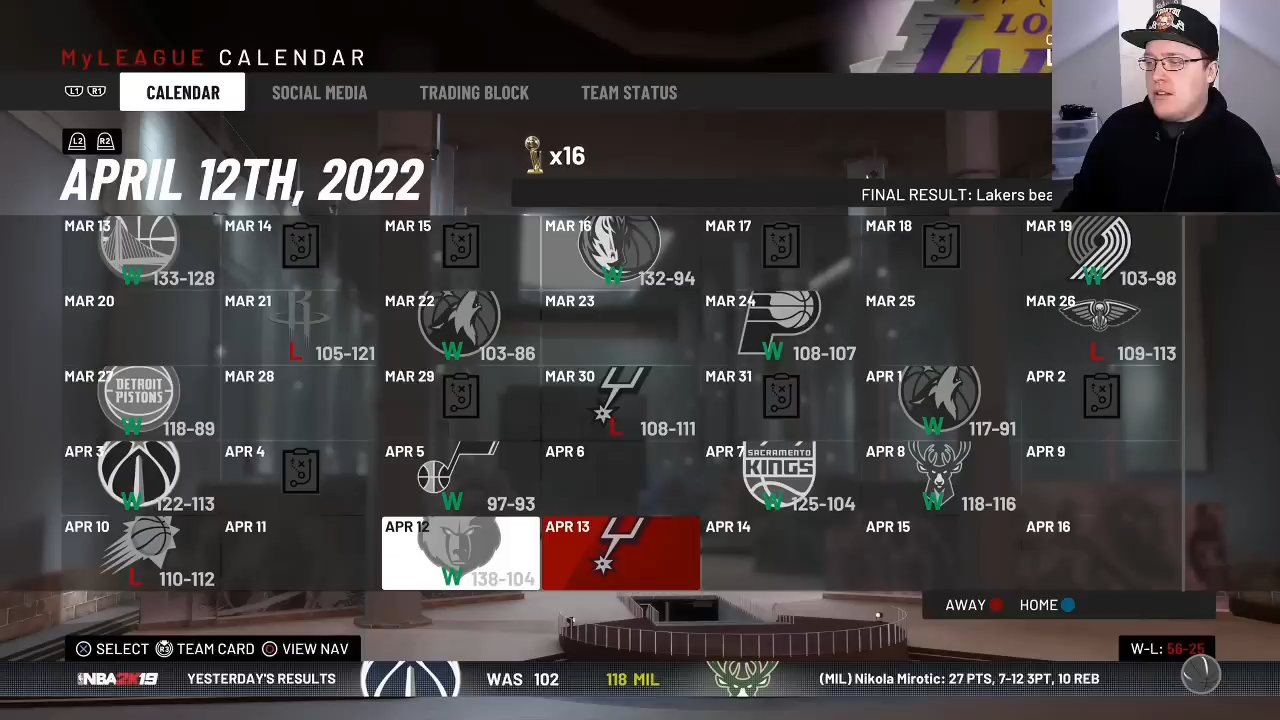 MyLEAGUE CALENDAR
L1 R1 CALENDAR SOCIAL MEDIA TRADING BLOCK TEAM STATUS
L2 R2
APRIL 12TH, 2022
x16
FINAL RESULT: Lakers bea
MAR 13 MAR 14 MAR 15 MAR 16 MAR 17 MAR 18 MAR 19
W 133-128 W 132-94 W 103-98
MAR 20 MAR 21 MAR 22 MAR 23 MAR 24 MAR 25 MAR 26
L 105-121 W 103-86 W 108-107 L 109-113
MAR 27 MAR 28 MAR 29 MAR 30 MAR 31 APR 1 APR 2
DETROIT
PISTONS
W 118-89 L 108-111 W 117-91
APR 3 APR 4 APR 5 APR 6 APR 7 APR 8 APR 9
SACRAMENTO
KINGS
W 122-113 W 97-93 W 125-104 W 118-116
APR 10 APR 11 APR 12 APR 13 APR 14 APR 15 APR 16
L 110-112 W 138-104
AWAY HOME
SELECT R3 TEAM CARD VIEW NAV
W-L: 56-25
NBA 2K19 YESTERDAY'S RESULTS WAS 102 118 MIL (MIL) Nikola Mirotic: 27 PTS, 7-12 3PT, 10 REB